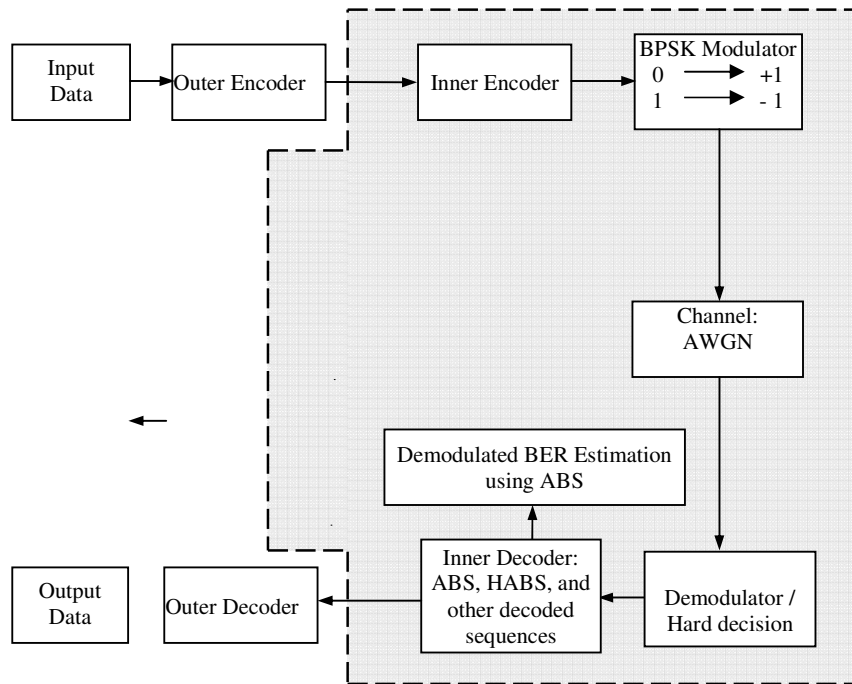 Input
Data
Outer Encoder
Inner Encoder
BPSK Modulator
0 +1
1 - 1
Channel:
AWGN
Demodulated BER Estimation
using ABS
Output
Data
Outer Decoder
Inner Decoder:
ABS, HABS, and
other decoded
sequences
Demodulator /
Hard decision